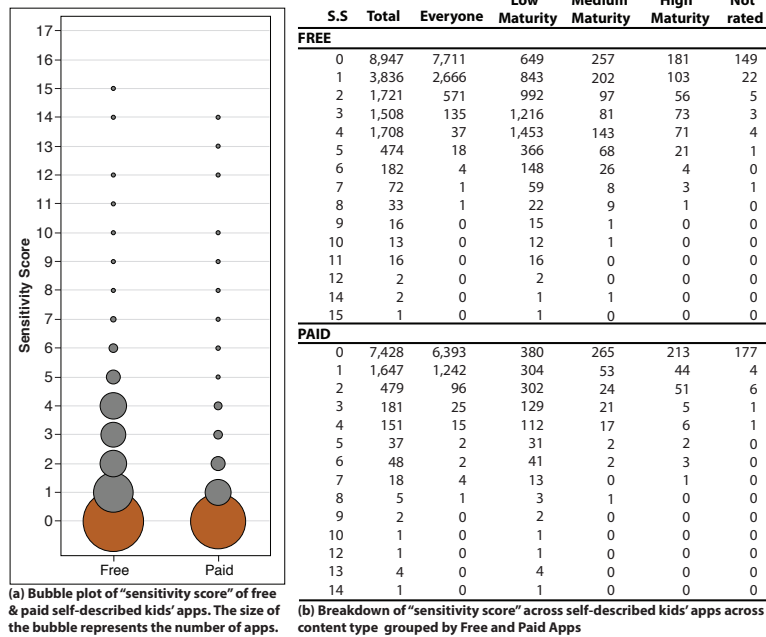 17
16
15
14
13
12
11
10
9
8
7
6
5
4
3
2
1
0
Sensitivity Score
Free Paid
(a) Bubble plot of “sensitivity score” of free
& paid self-described kids’ apps. The size of
the bubble represents the number of apps.
S.S Total Everyone Low Maturity Medium Maturity High Maturity Not rated
FREE
0 8,947 7,711 649 257 181 149
1 3,836 2,666 843 202 103 22
2 1,721 571 992 97 56 5
3 1,508 135 1,216 81 73 3
4 1,708 37 1,453 143 71 4
5 474 18 366 68 21 1
6 182 4 148 26 4 0
7 72 1 59 8 3 1
8 33 1 22 9 1 0
9 16 0 15 1 0 0
10 13 0 12 1 0 0
11 16 0 16 0 0 0
12 2 0 2 0 0 0
14 2 0 1 1 0 0
15 1 0 1 0 0 0
PAID
0 7,428 6,393 380 265 213 177
1 1,647 1,242 304 53 44 4
2 479 96 302 24 51 6
3 181 25 129 21 5 1
4 151 15 112 17 6 1
5 37 2 31 2 2 0
6 48 2 41 2 3 0
7 18 4 13 0 1 0
8 5 1 3 1 0 0
9 2 0 2 0 0 0
10 1 0 1 0 0 0
12 1 0 1 0 0 0
13 4 0 4 0 0 0
14 1 0 1 0 0 0
(b) Breakdown of “sensitivity score” across self-described kids’ apps across
content type grouped by Free and Paid Apps